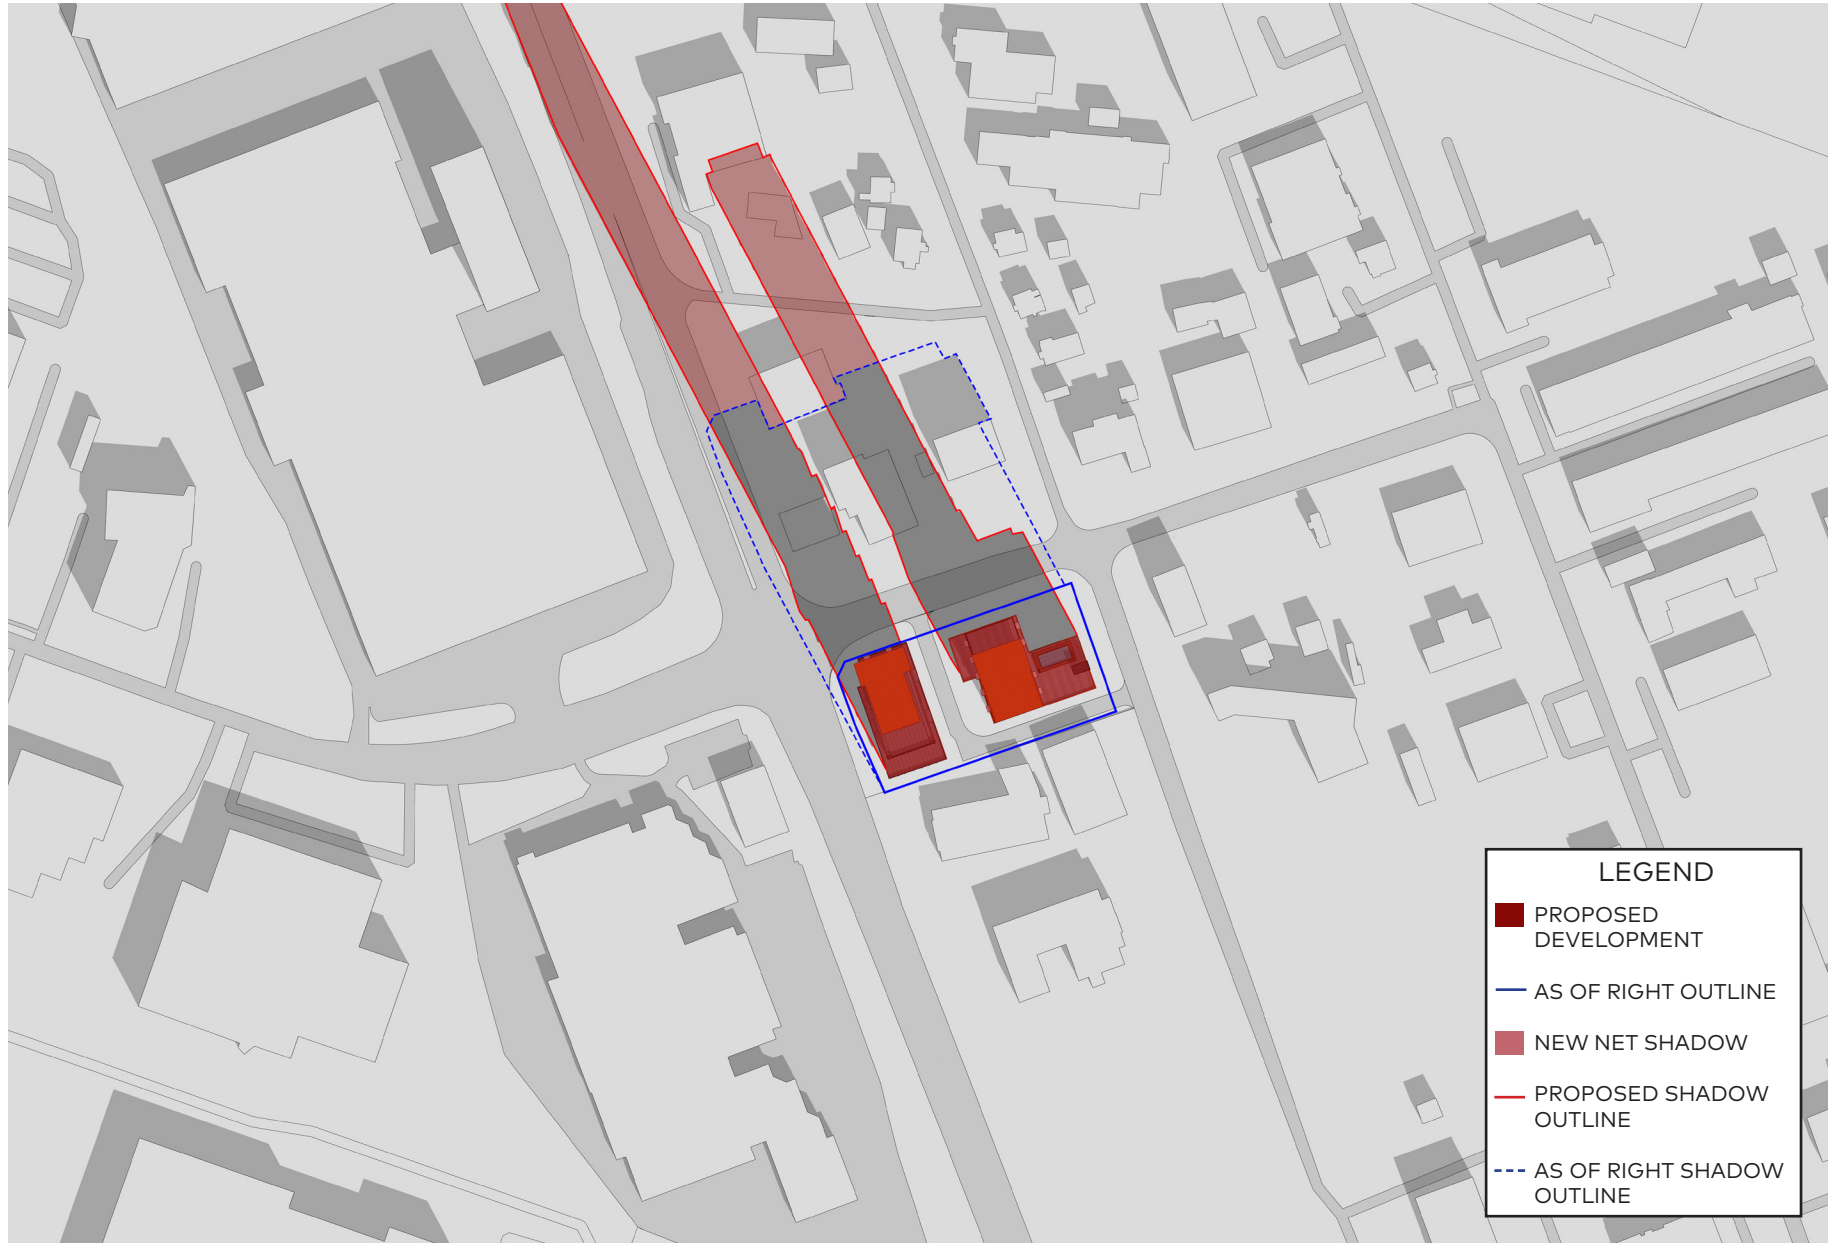 LEGEND
PROPOSED
DEVELOPMENT
AS OF RIGHT OUTLINE
NEW NET SHADOW
PROPOSED SHADOW
OUTLINE
AS OF RIGHT SHADOW
OUTLINE